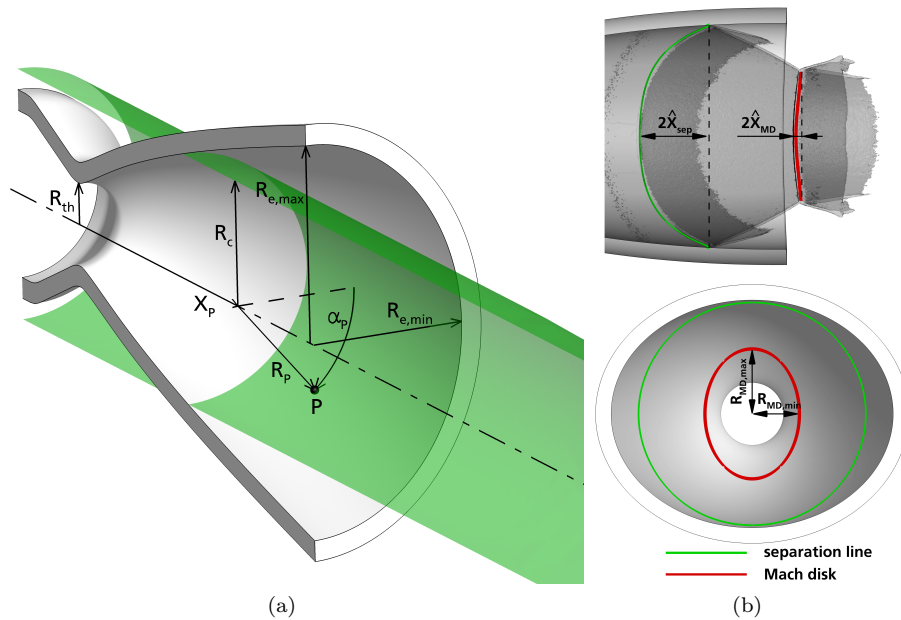 R_th
R_e,max
R_c
X_P
α_P
R_e,min
R_P
P
(a)
2X̂_sep
2X̂_MD
R_MD,max
R_MD,min
separation line
Mach disk
(b)